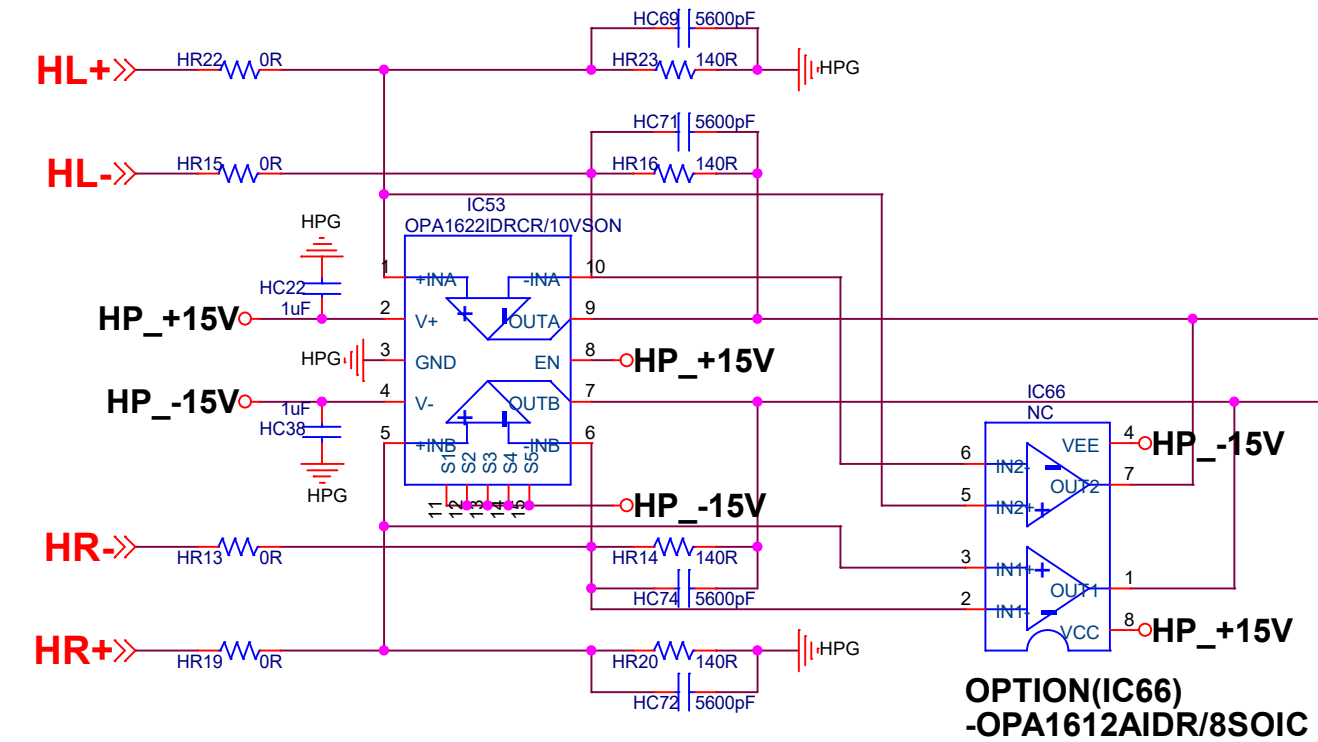 HC69 5600pF
HL+ HR22 0R HR23 140R HPG
HC71 5600pF
HL- HR15 0R HR16 140R
IC53
OPA1622IDRCR/10VSON
HPG
1 +INA -INA 10
HC22
1uF
HP_+15V 2 V+ OUTA 9
HPG 3 GND EN 8 HP_+15V
HP_-15V 4 V- OUTB 7
1uF
HC38
IC66
NC
5 +INB -INB 6
S1 S2 S3 S4 S5
HPG
11 12 13 14 15 HP_-15V
VEE 4 HP_-15V
6 IN2- OUT2 7
5 IN2+
HR- HR13 0R HR14 140R
3 IN1+ OUT1 1
HC74 5600pF
2 IN1-
VCC 8 HP_+15V
HR+ HR19 0R HR20 140R HPG
HC72 5600pF
OPTION(IC66)
-OPA1612AIDR/8SOIC